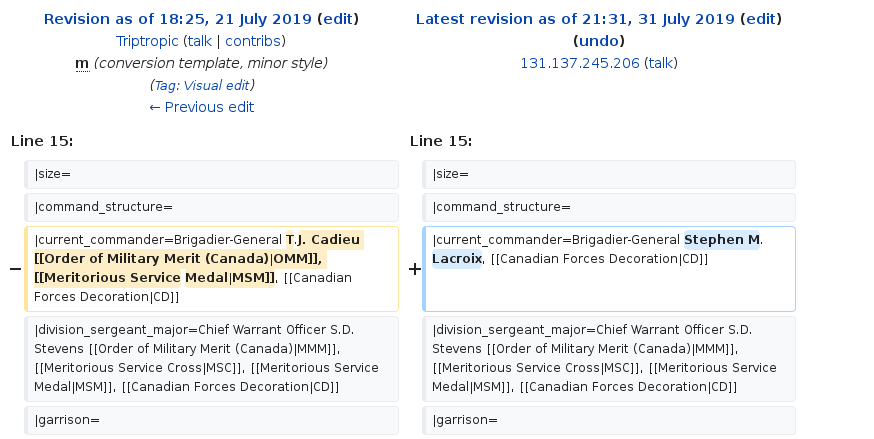 Revision as of 18:25, 21 July 2019 (edit)
Triptropic (talk | contribs)
m (conversion template, minor style)
(Tag: Visual edit)
← Previous edit
Latest revision as of 21:31, 31 July 2019 (edit)
(undo)
131.137.245.206 (talk)
Line 15:
Line 15:
|size=
|size=
|command_structure=
|command_structure=
− |current_commander=Brigadier-General T.J. Cadieu
[[Order of Military Merit (Canada)|OMM]],
[[Meritorious Service Medal|MSM]], [[Canadian
Forces Decoration|CD]]
+ |current_commander=Brigadier-General Stephen M.
Lacroix, [[Canadian Forces Decoration|CD]]
|division_sergeant_major=Chief Warrant Officer S.D.
Stevens [[Order of Military Merit (Canada)|MMM]],
[[Meritorious Service Cross|MSC]], [[Meritorious Service
Medal|MSM]], [[Canadian Forces Decoration|CD]]
|division_sergeant_major=Chief Warrant Officer S.D.
Stevens [[Order of Military Merit (Canada)|MMM]],
[[Meritorious Service Cross|MSC]], [[Meritorious Service
Medal|MSM]], [[Canadian Forces Decoration|CD]]
|garrison=
|garrison=